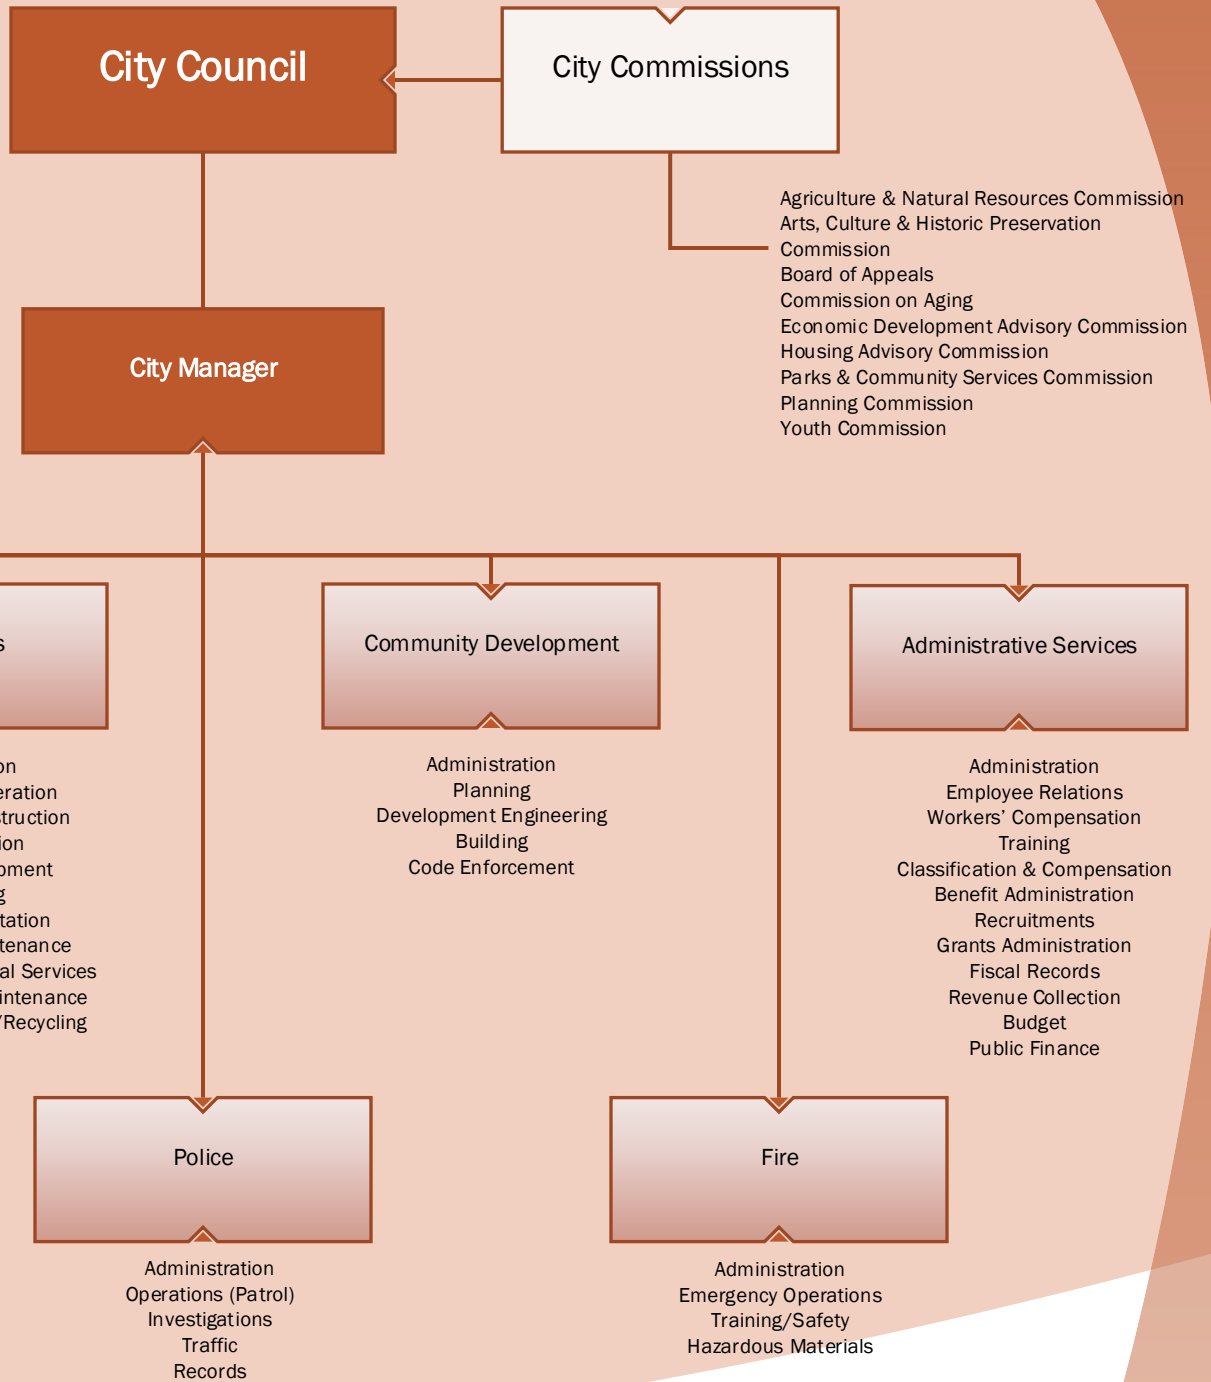 City Council
City Commissions
Agriculture & Natural Resources Commission
Arts, Culture & Historic Preservation
Commission
Board of Appeals
Commission on Aging
Economic Development Advisory Commission
Housing Advisory Commission
Parks & Community Services Commission
Planning Commission
Youth Commission
City Manager
Community Development
Administration
Planning
Development Engineering
Building
Code Enforcement
Administrative Services
Administration
Employee Relations
Workers’ Compensation
Training
Classification & Compensation
Benefit Administration
Recruitments
Grants Administration
Fiscal Records
Revenue Collection
Budget
Public Finance
Services
/Recycling
Police
Administration
Operations (Patrol)
Investigations
Traffic
Records
Fire
Administration
Emergency Operations
Training/Safety
Hazardous Materials